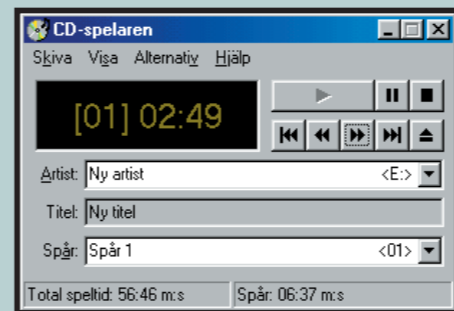 CD-spelaren
Skiva Visa Alternativ Hjälp
[01] 02:49
Artist: Ny artist <E:>
Titel: Ny titel
Spår: Spår 1 <01>
Total speltid: 56:46 m:s Spår: 06:37 m:s